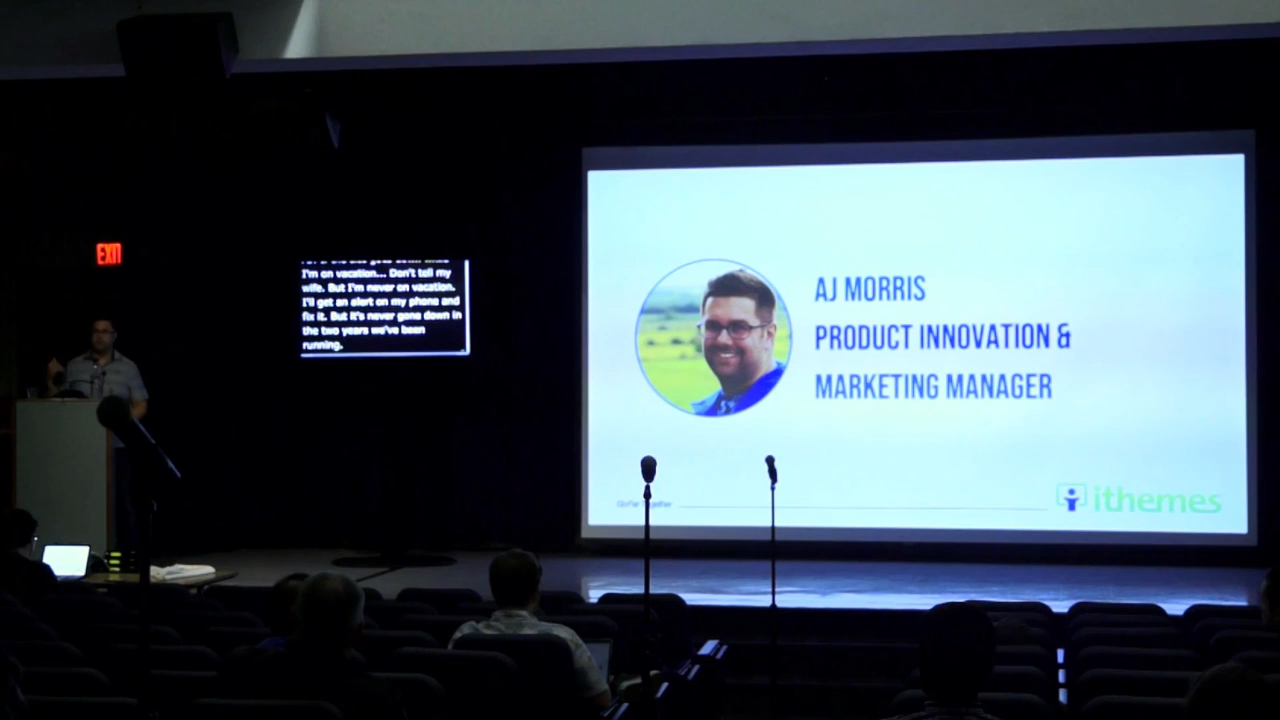 EXIT
I'm on vacation... Don't tell my
wife. But I'm never on vacation.
I'll get an alert on my phone and
fix it. But it's never gone down in
the two years we've been
running.
AJ MORRIS
PRODUCT INNOVATION &
MARKETING MANAGER
Together
ithemes